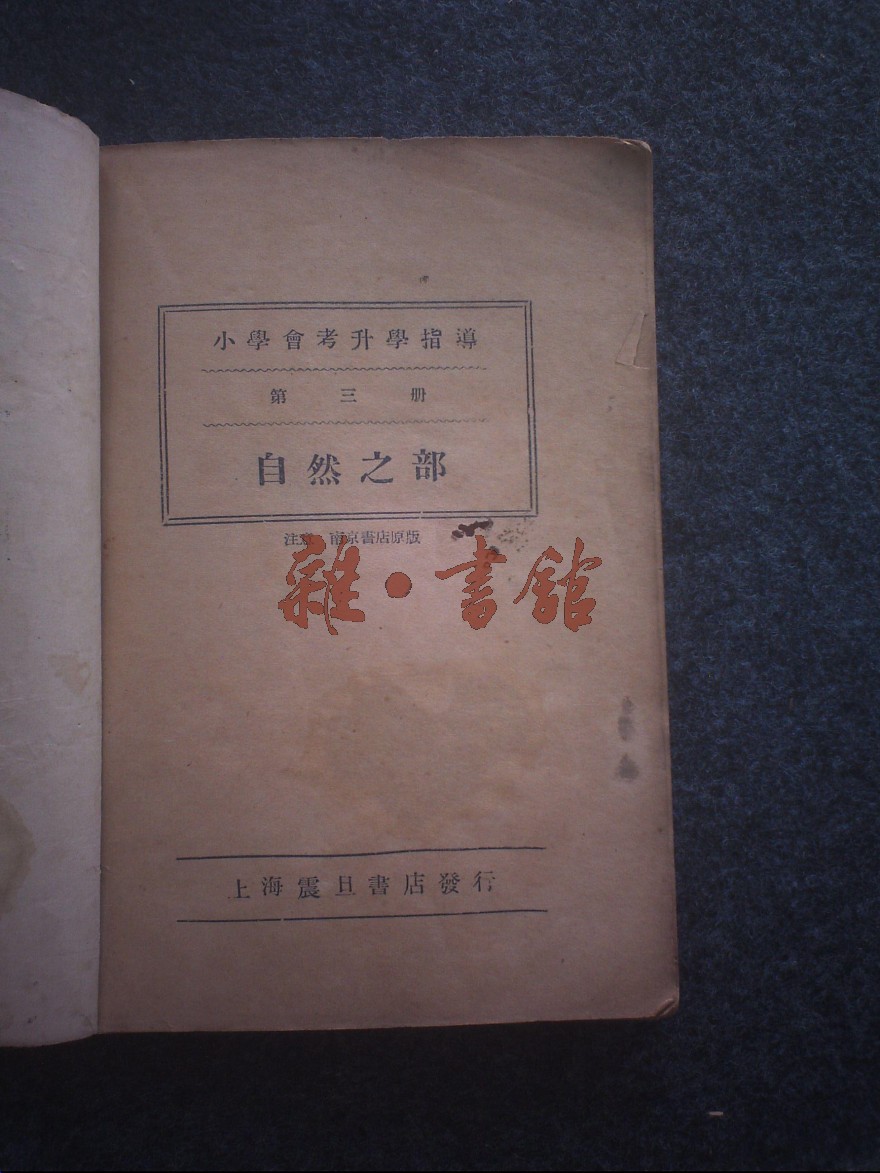 小學會考升學指導
第三册
自然之部
注意 南京書店原版
雜·書館
上海震旦書店發行